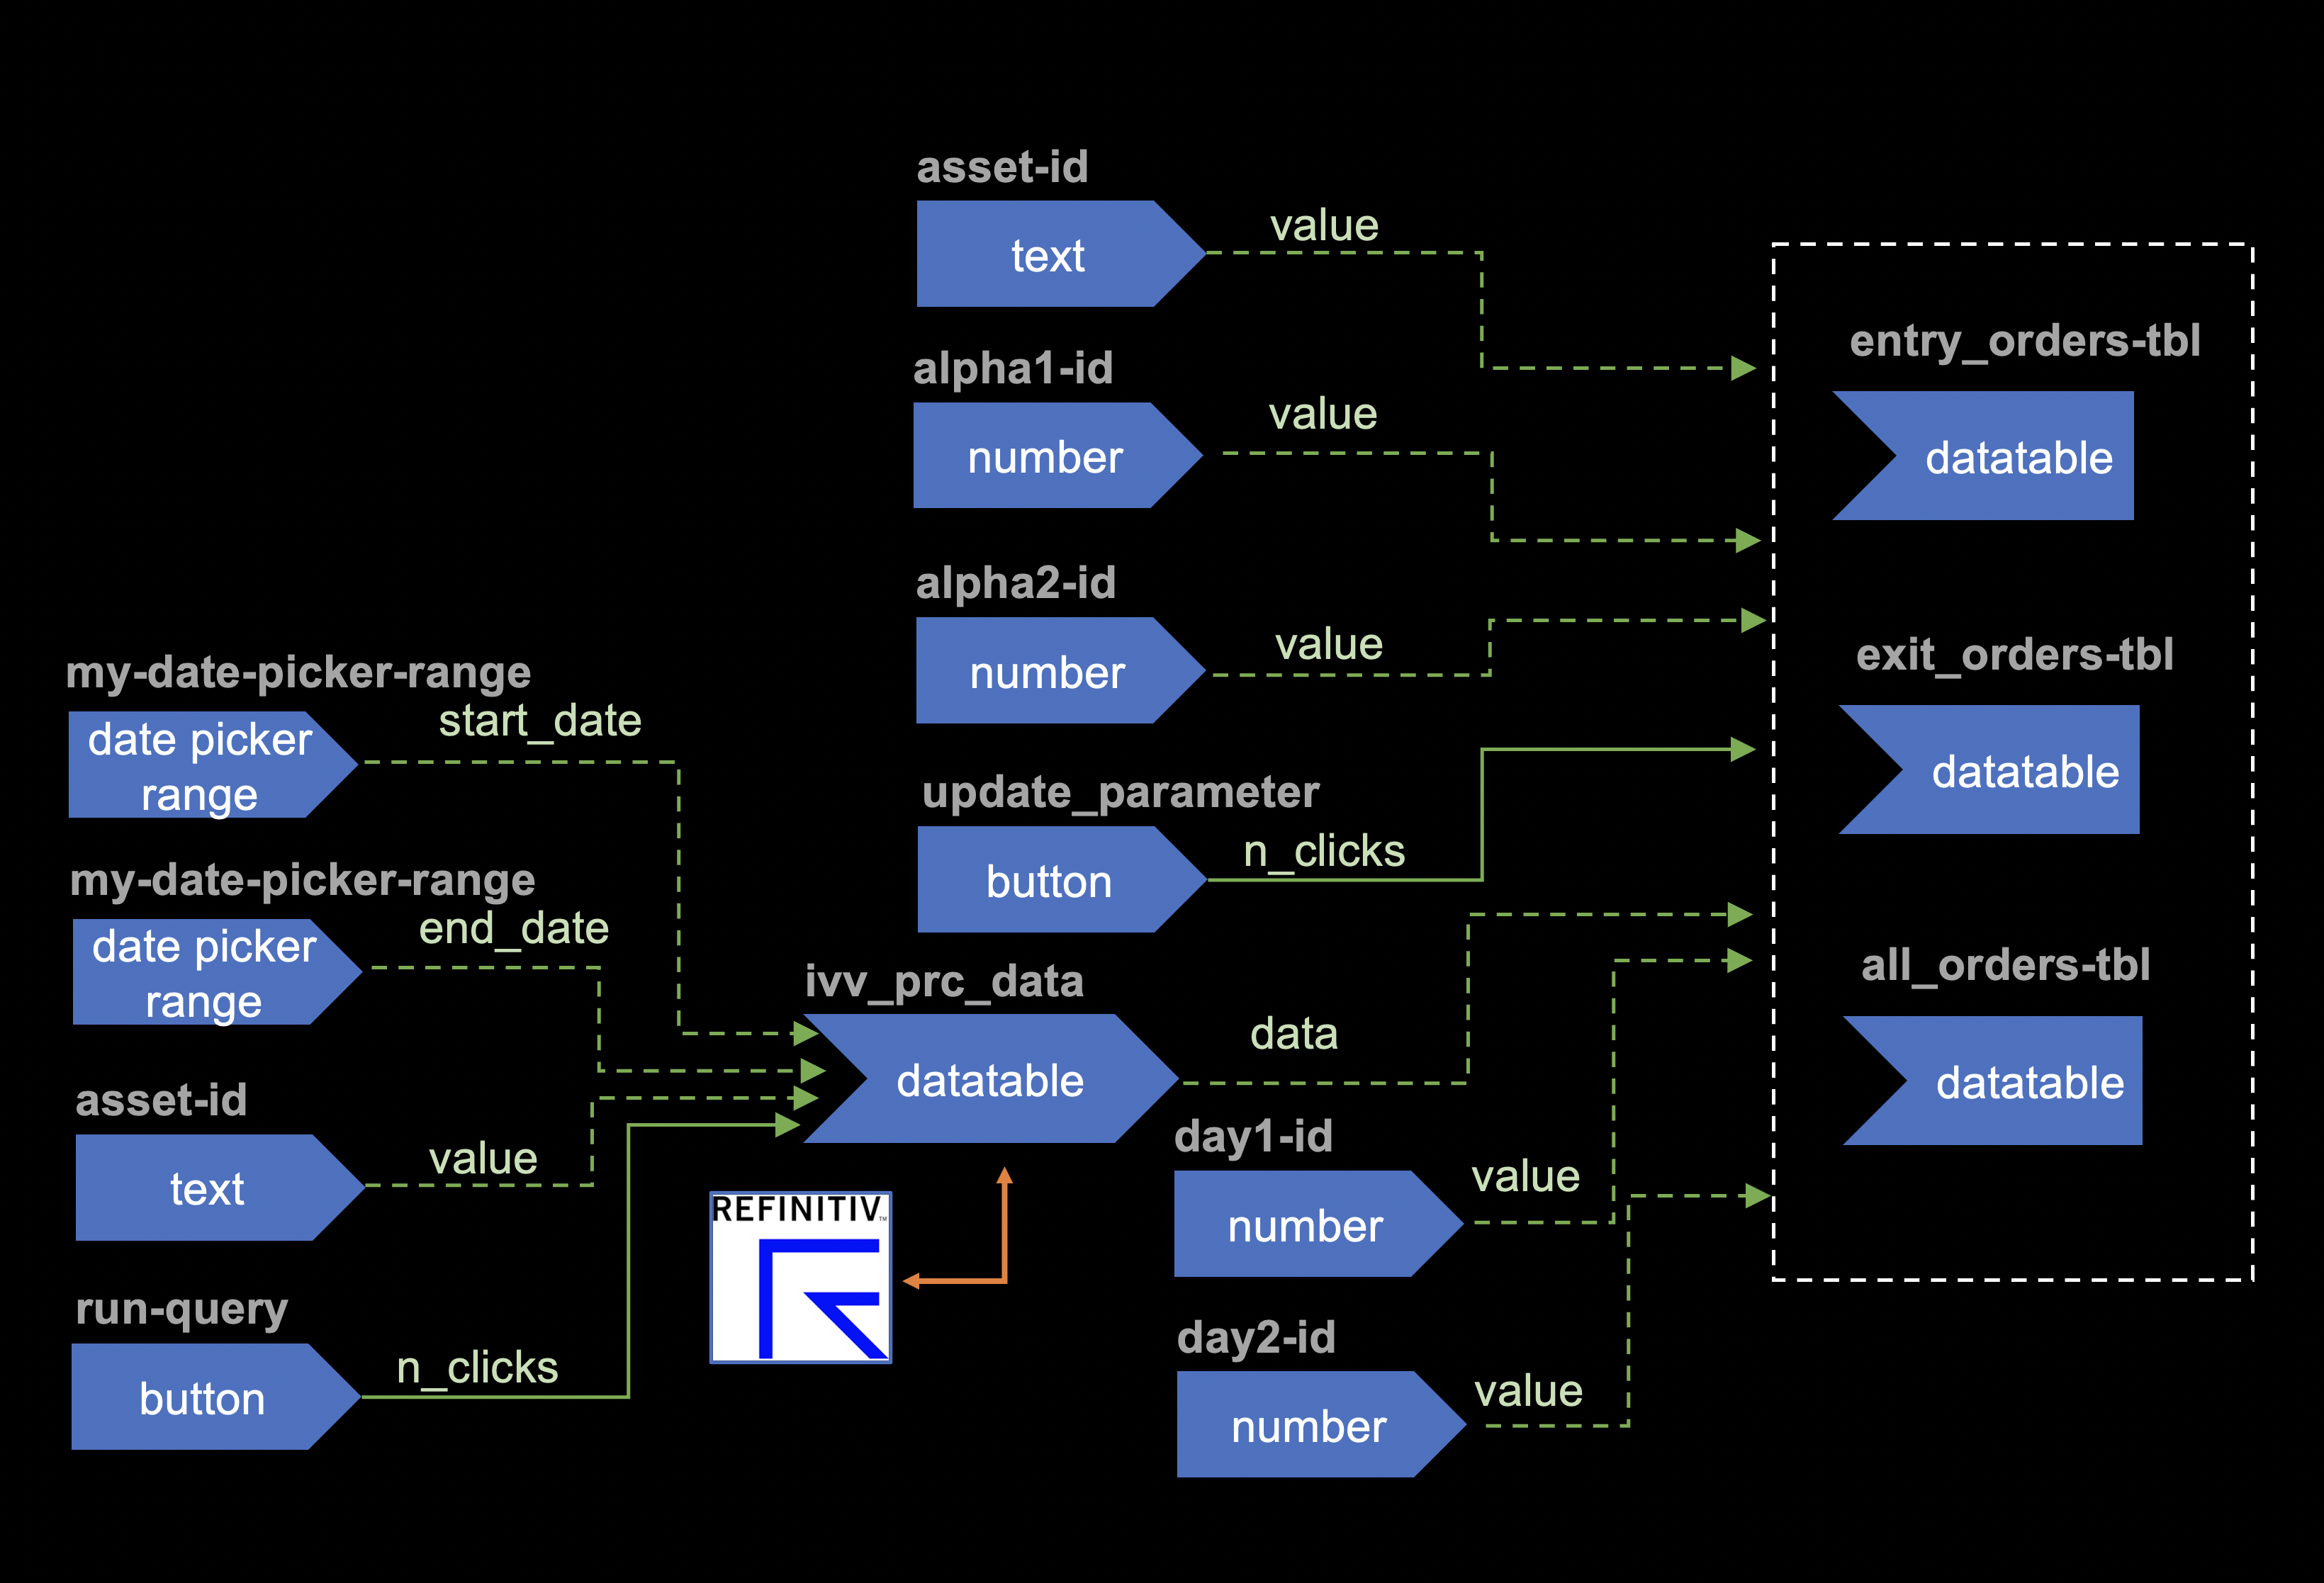 asset-id
text
value
alpha1-id
number
value
alpha2-id
number
value
update_parameter
button
n_clicks
my-date-picker-range
date picker
range
start_date
my-date-picker-range
date picker
range
end_date
asset-id
text
value
run-query
button
n_clicks
ivv_prc_data
datatable
data
REFINITIV™
day1-id
number
value
day2-id
number
value
entry_orders-tbl
datatable
exit_orders-tbl
datatable
all_orders-tbl
datatable